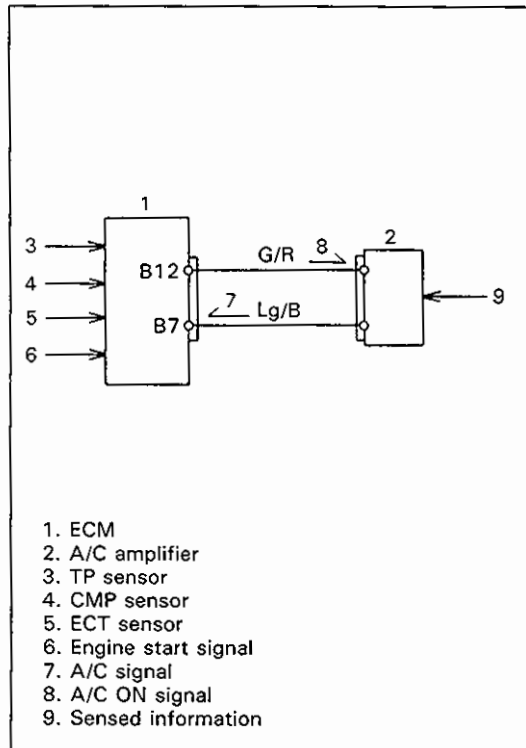 1
2
3
4
5
6
B12
B7
G/R
8
7
Lg/B
9
1. ECM
2. A/C amplifier
3. TP sensor
4. CMP sensor
5. ECT sensor
6. Engine start signal
7. A/C signal
8. A/C ON signal
9. Sensed information